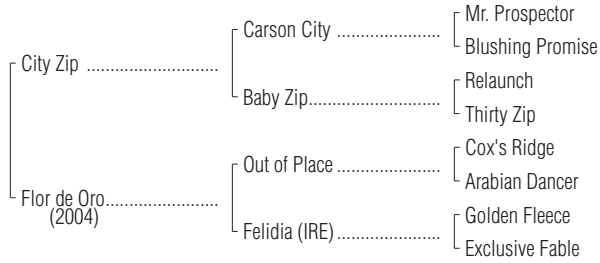 Mr. Prospector
Carson City ....................
Blushing Promise
City Zip .........................
Relaunch
Baby Zip.........................
Thirty Zip
Cox's Ridge
Out of Place ....................
Arabian Dancer
Flor de Oro.....................
(2004)
Golden Fleece
Felidia (IRE)....................
Exclusive Fable